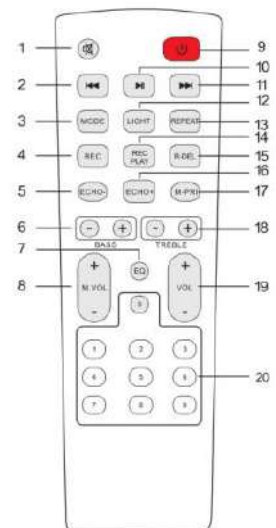 1
9
10
2
11
12
3
MODE
LIGHT
REPEAT
13
14
4
REC
REC
PLAY
R-DEL
15
16
5
ECHO-
ECHO+
M-PRI
17
6
-
+
-
+
18
BASS
TREBLE
7
EQ
8
+
M.VOL
-
+
VOL
-
19
0
1
2
3
4
5
6
20
7
8
9